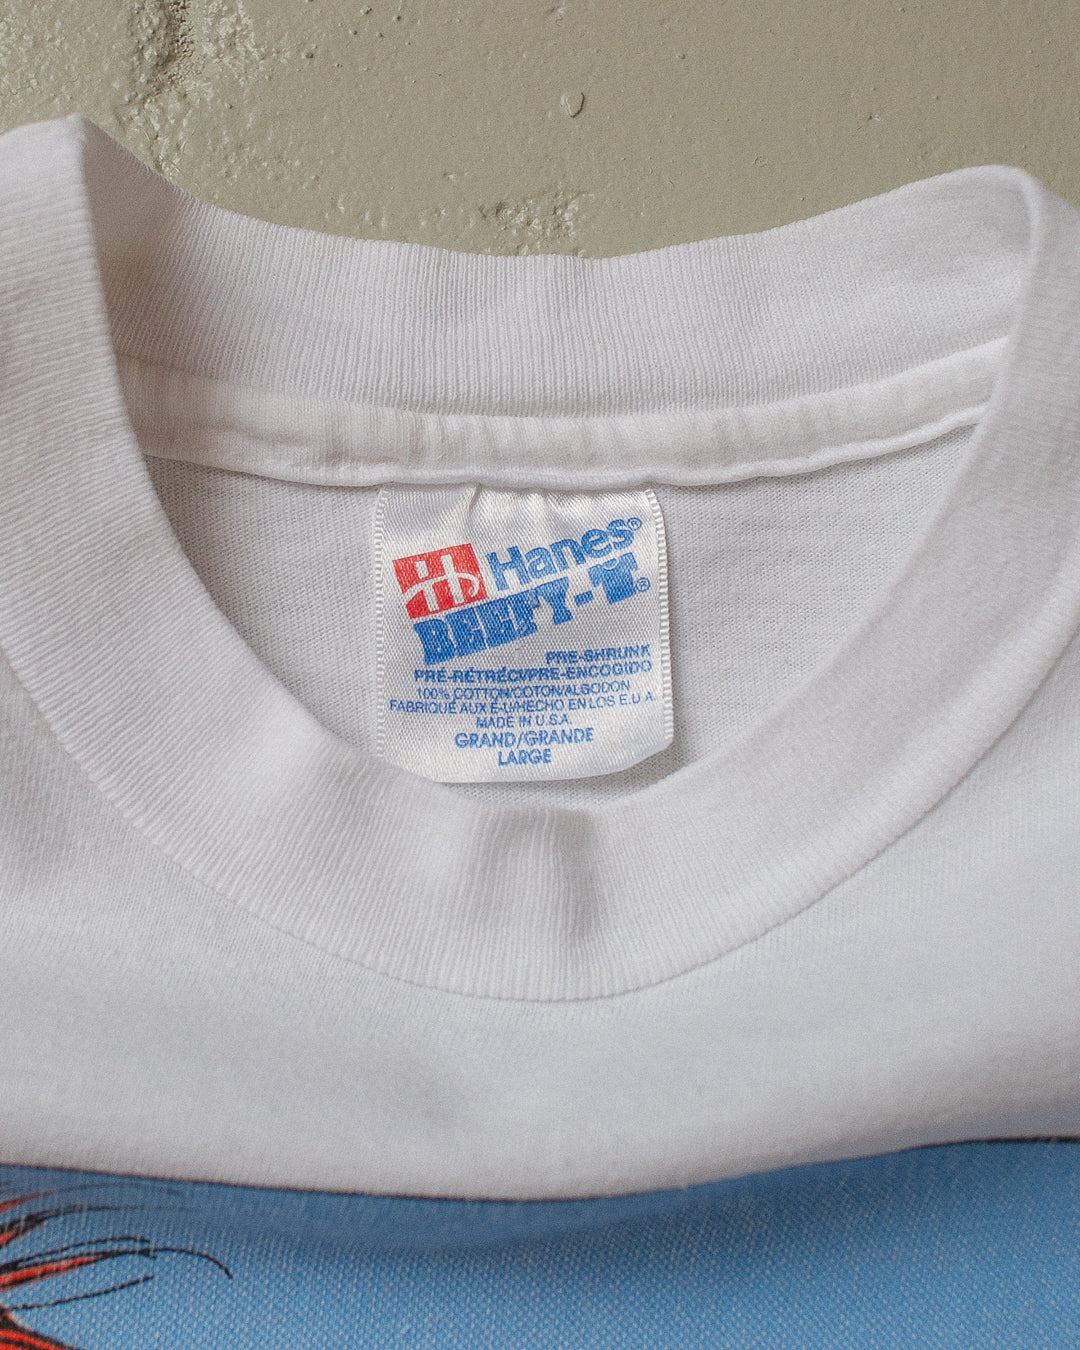 H Hanes®
BEEFY-T®
PRE-SHRUNK
PRÉ-RÉTRÉCI/PRE-ENCOGIDO
100% COTTON/COTON/ALGODON
FABRIQUÉ AUX É-U/HECHO EN LOS E.U.A.
MADE IN U.S.A.
GRAND/GRANDE
LARGE